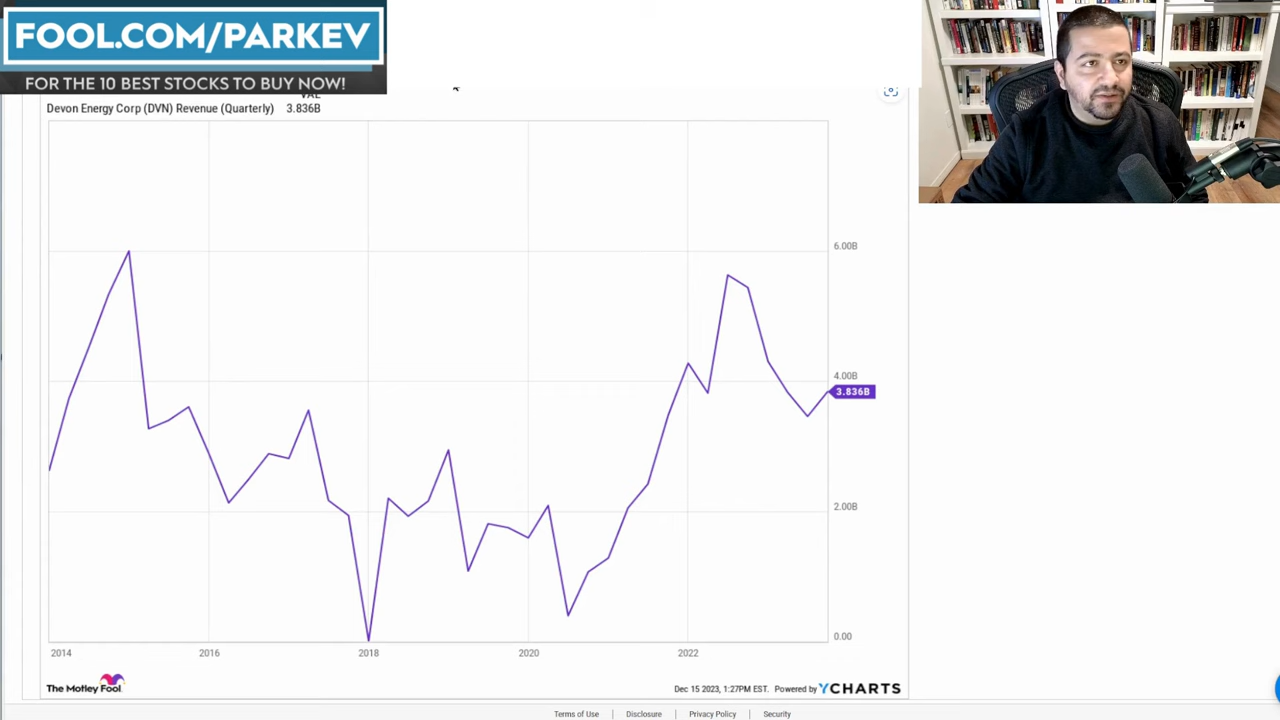 FOOL.COM/PARKEV
FOR THE 10 BEST STOCKS TO BUY NOW!
VAL
Devon Energy Corp (DVN) Revenue (Quarterly) 3.836B
6.00B
4.00B
3.836B
2.00B
0.00
2014 2016 2018 2020 2022
The Motley Fool.
Dec 15 2023, 1:27PM EST. Powered by YCHARTS
Terms of Use | Disclosure | Privacy Policy | Security